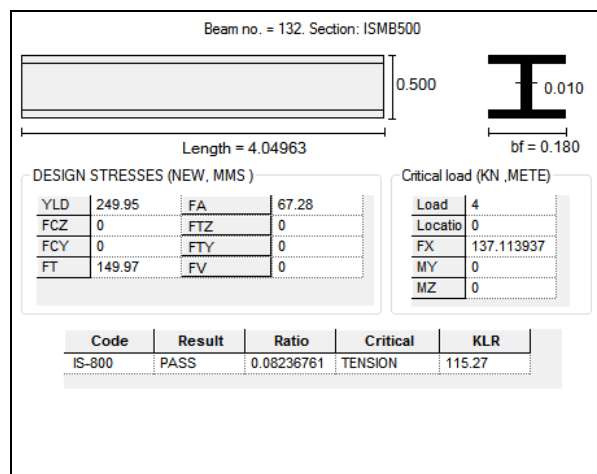 Beam no. = 132. Section: ISMB500
0.500
0.010
Length = 4.04963
bf = 0.180
DESIGN STRESSES (NEW, MMS )
YLD 249.95 FA 67.28
FCZ 0 FTZ 0
FCY 0 FTY 0
FT 149.97 FV 0
Critical load (KN ,METE)
Load 4
Locatio 0
FX 137.113937
MY 0
MZ 0
Code Result Ratio Critical KLR
IS-800 PASS 0.08236761 TENSION 115.27